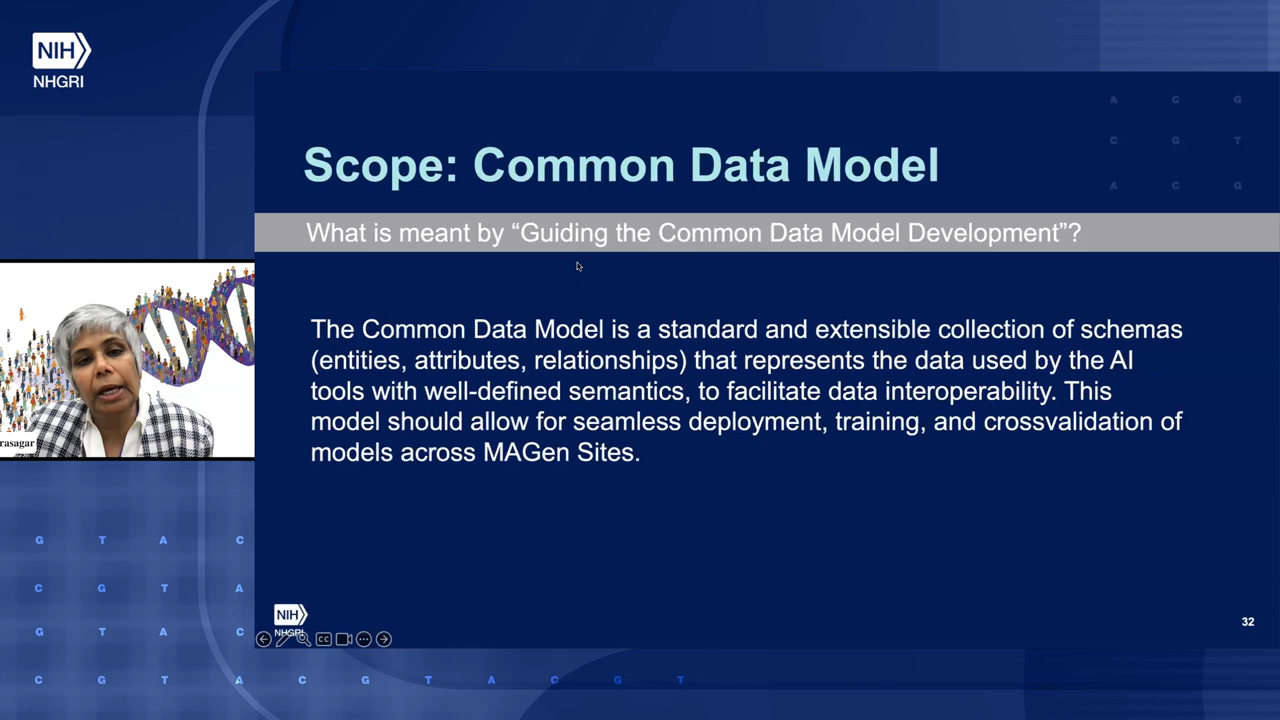 NIH
NHGRI
A C G
C G T
A C G
Scope: Common Data Model
What is meant by “Guiding the Common Data Model Development”?
The Common Data Model is a standard and extensible collection of schemas
(entities, attributes, relationships) that represents the data used by the AI
tools with well-defined semantics, to facilitate data interoperability. This
model should allow for seamless deployment, training, and crossvalidation of
models across MAGen Sites.
rasagar
G T A C
C G T A
G T A C
C G T A C G T A C G T
NIH
NHGRI
CC
32